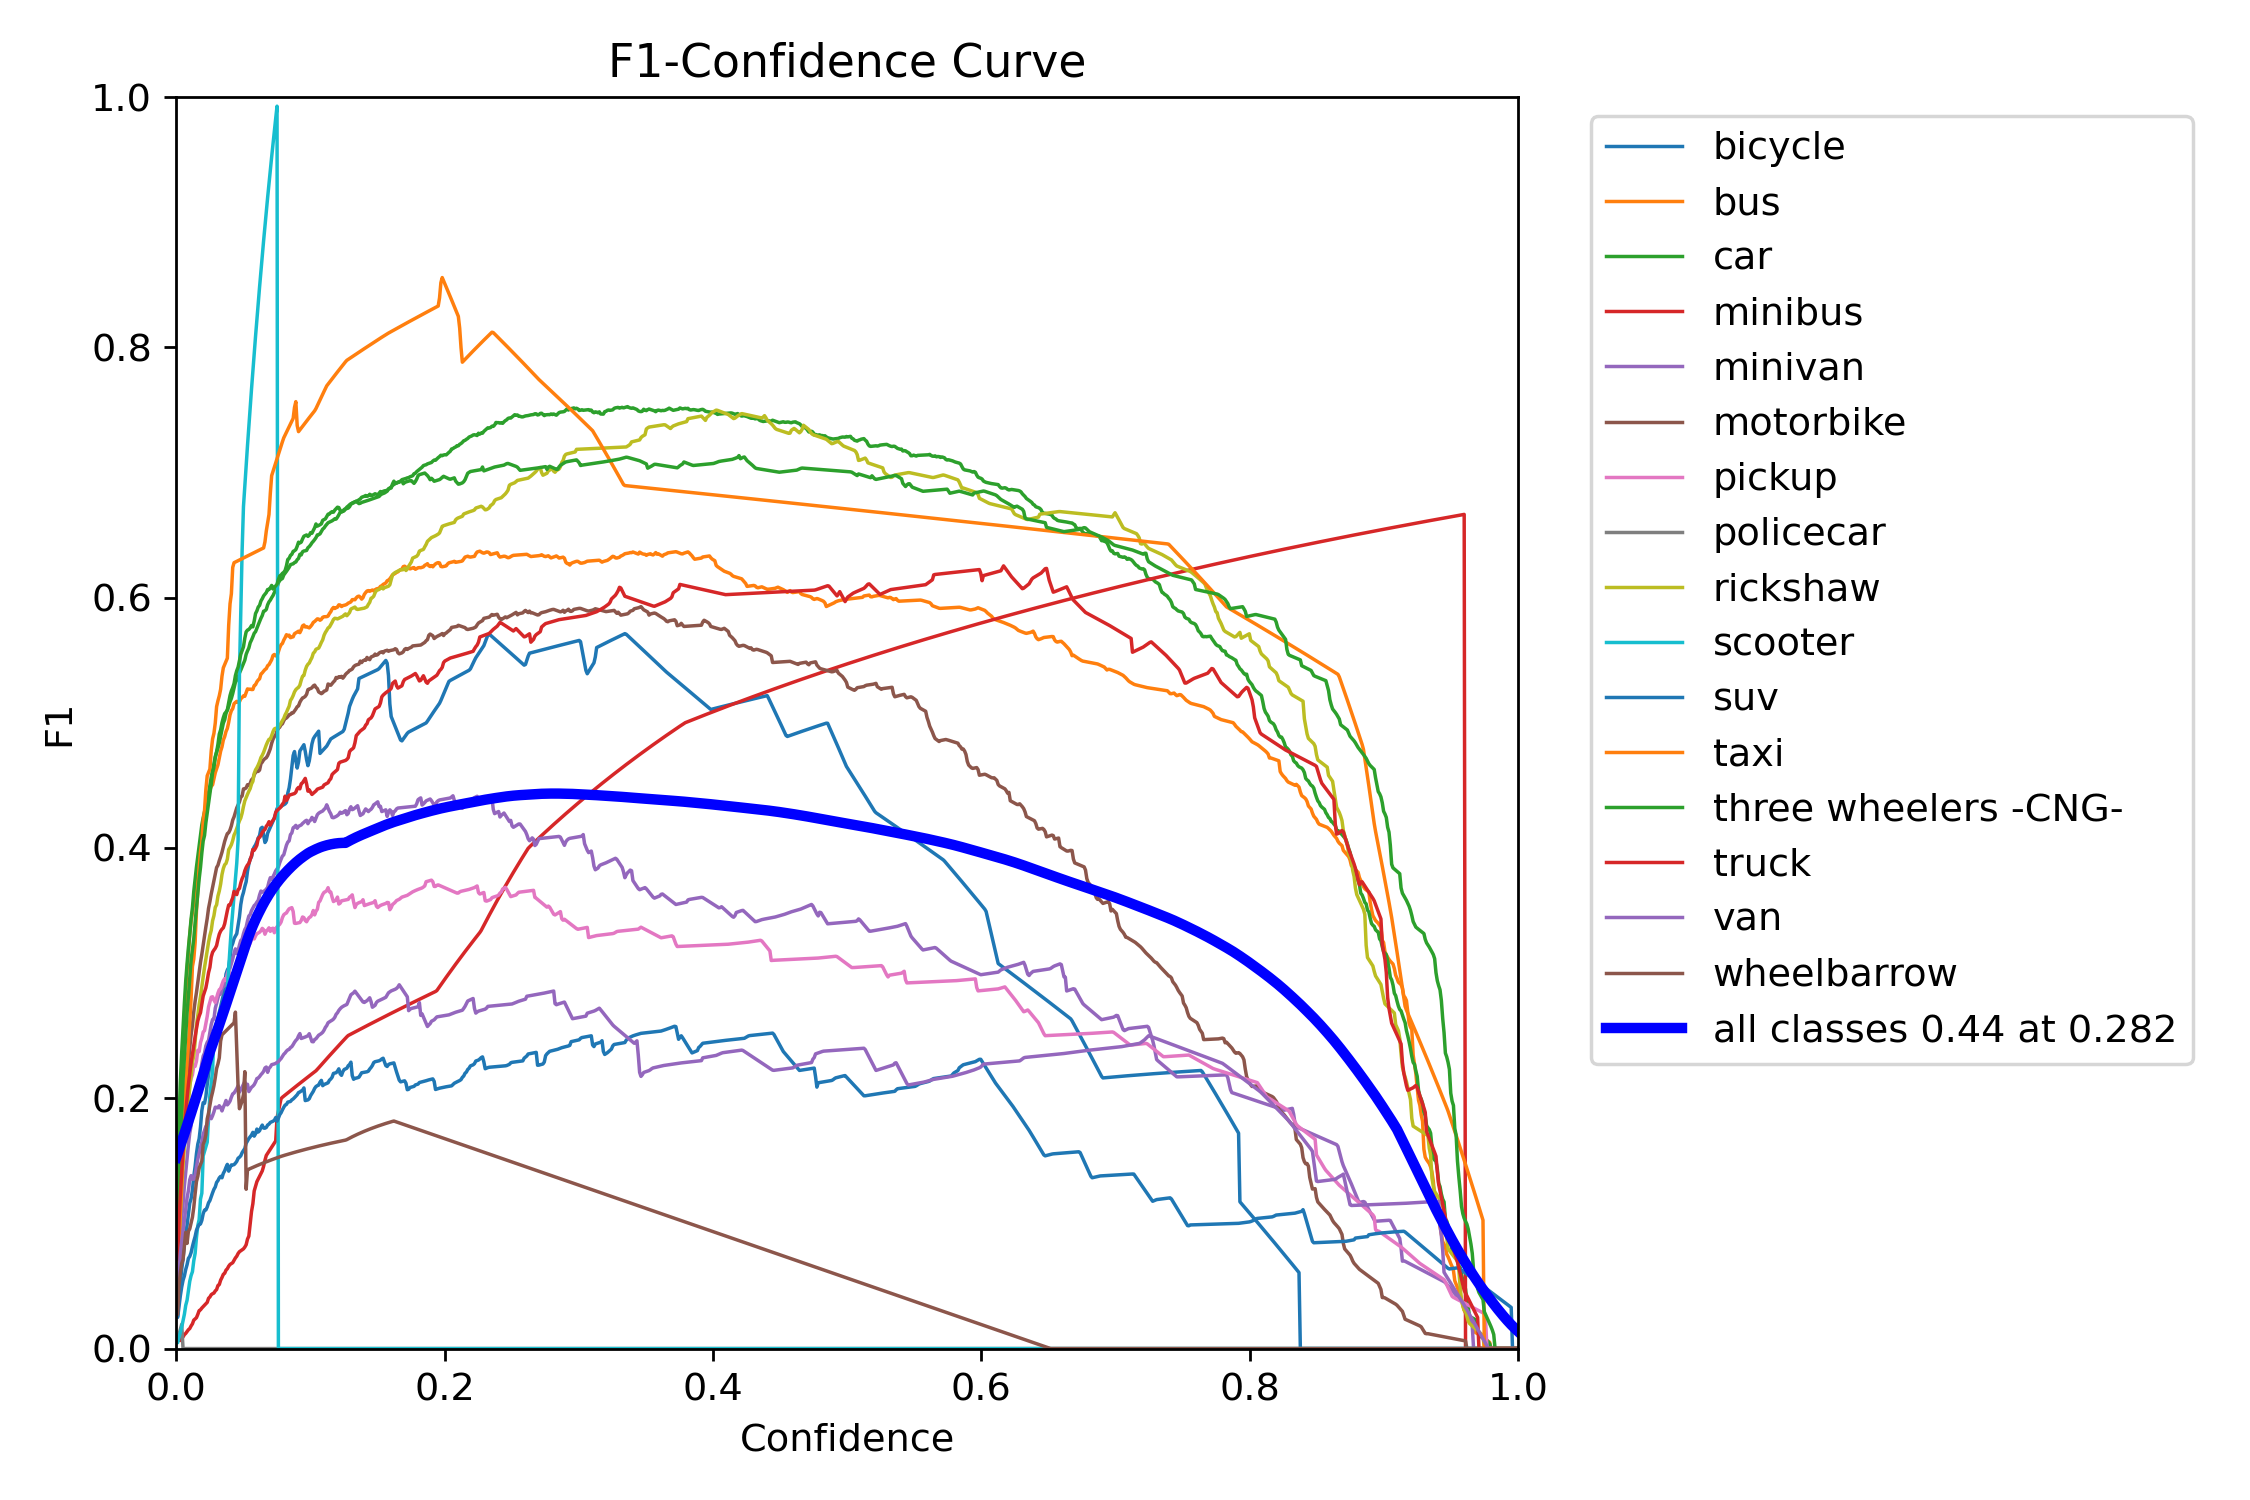 F1-Confidence Curve
1.0
0.8
0.6
0.4
0.2
0.0
F1
0.0 0.2 0.4 0.6 0.8 1.0
Confidence
bicycle
bus
car
minibus
minivan
motorbike
pickup
policecar
rickshaw
scooter
suv
taxi
three wheelers -CNG-
truck
van
wheelbarrow
all classes 0.44 at 0.282